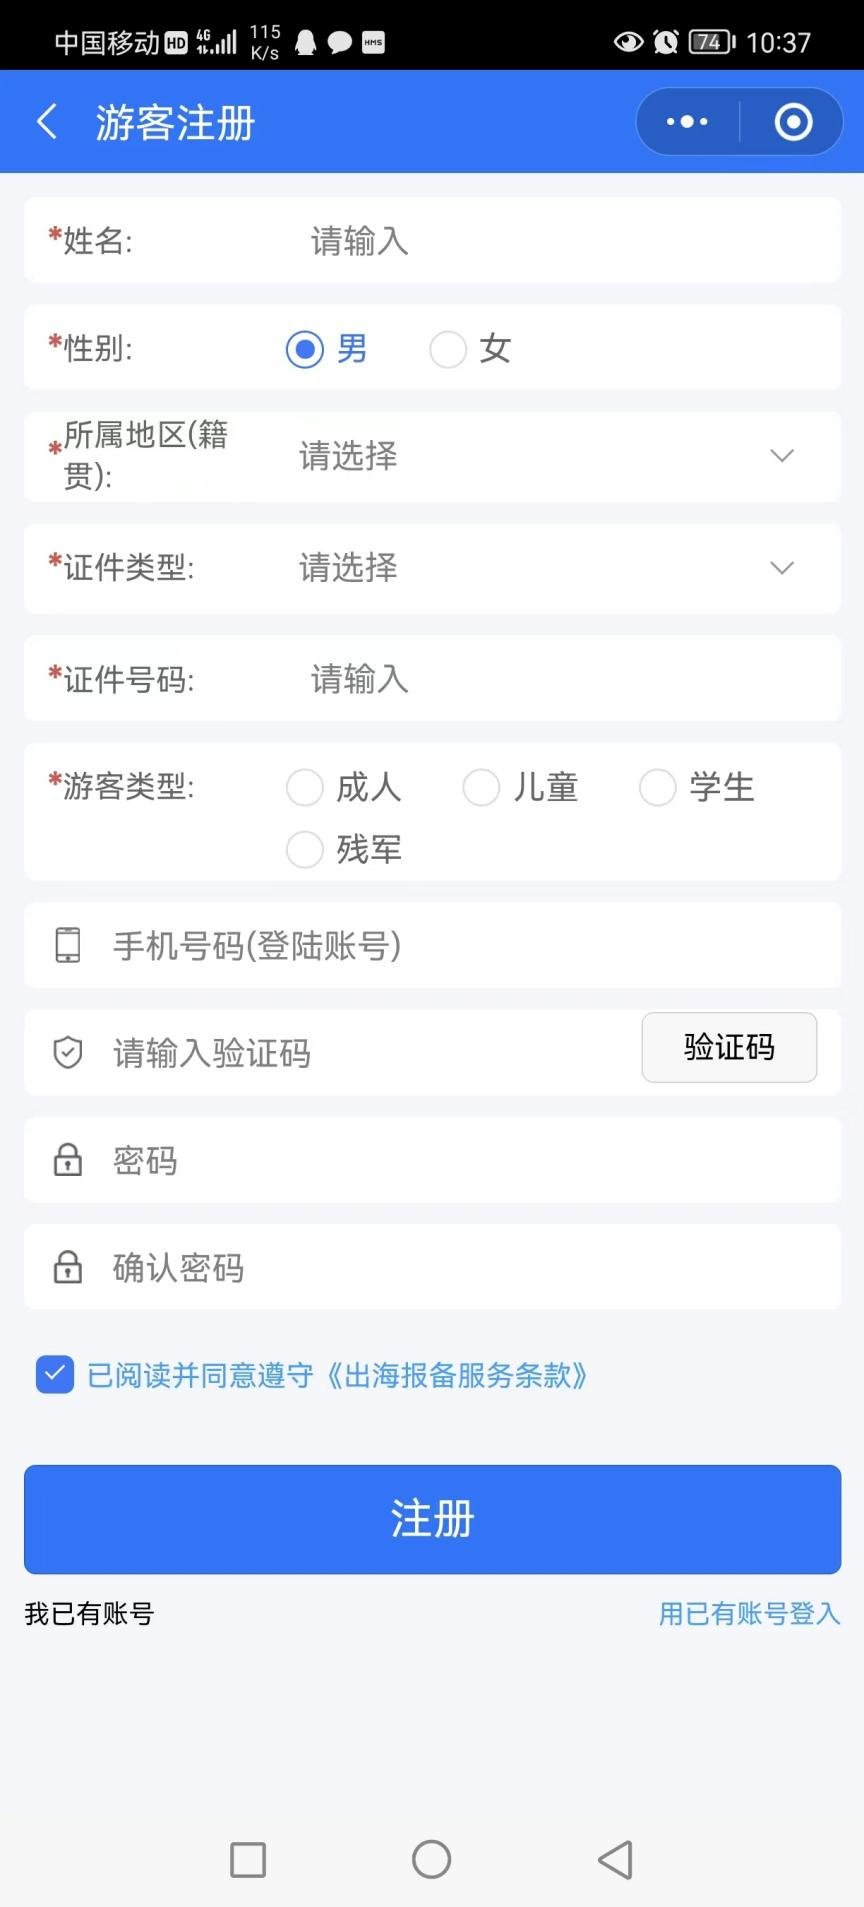 中国移动 HD 4G 115 K/s HMS 74 10:37
游客注册
*姓名: 请输入
*性别: 男 女
*所属地区(籍
贯): 请选择
*证件类型: 请选择
*证件号码: 请输入
*游客类型: 成人 儿童 学生
残军
手机号码(登陆账号)
请输入验证码 验证码
密码
确认密码
已阅读并同意遵守《出海报备服务条款》
注册
我已有账号 用已有账号登入